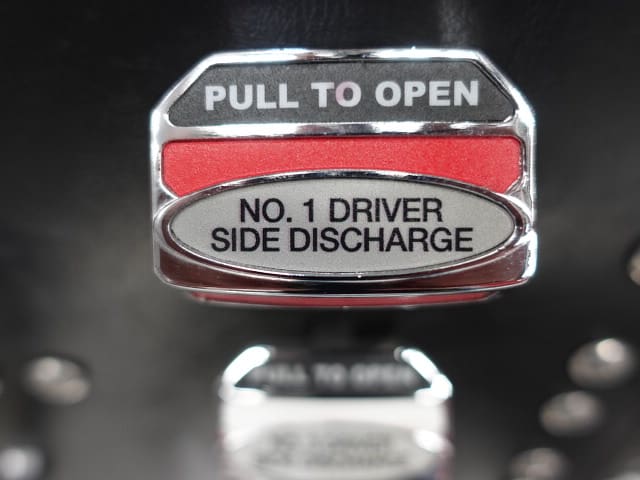 PULL TO OPEN
NO. 1 DRIVER
SIDE DISCHARGE
PULL TO OPEN